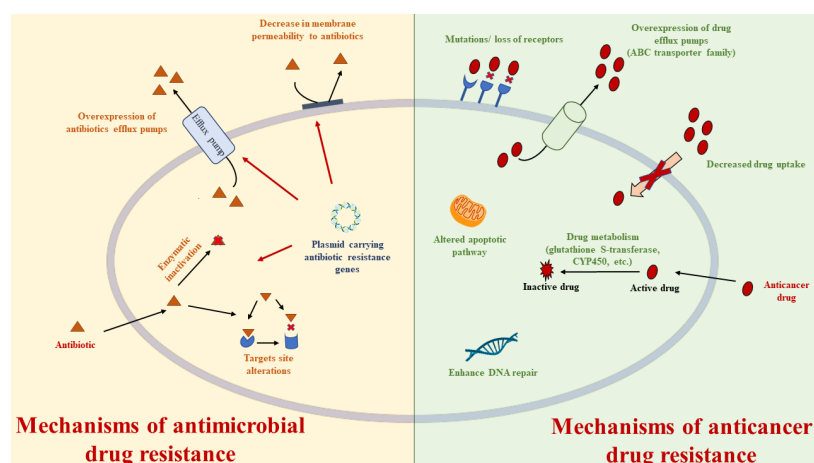 Decrease in membrane
permeability to antibiotics
Overexpression of
antibiotics efflux pumps
Efflux pump
Plasmid carrying
antibiotic resistance
genes
Enzymatic
inactivation
Antibiotic
Targets site
alterations
Mechanisms of antimicrobial
drug resistance
Mutations/ loss of receptors
Overexpression of drug
efflux pumps
(ABC transporter family)
Decreased drug uptake
Altered apoptotic
pathway
Drug metabolism
(glutathione S-transferase,
CYP450, etc.)
Inactive drug
Active drug
Anticancer
drug
Enhance DNA repair
Mechanisms of anticancer
drug resistance